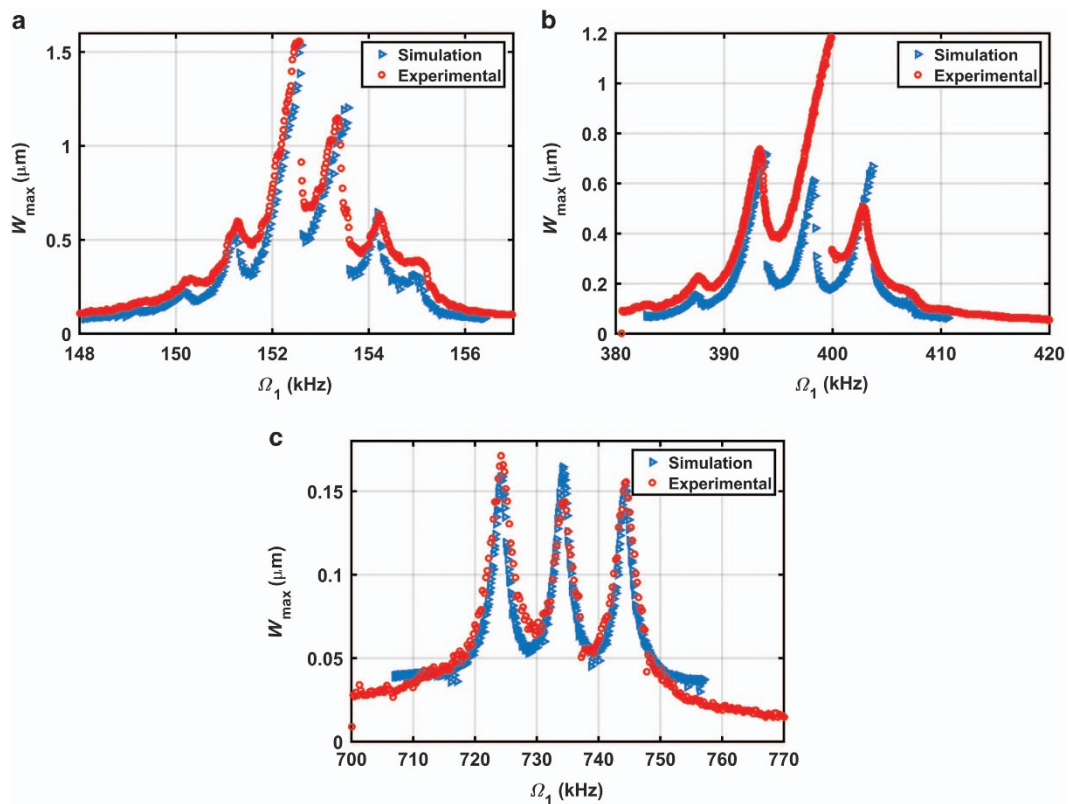 a
1.5
1
0.5
0
148 150 152 154 156
W max (μm)
Ω 1 (kHz)
Simulation
Experimental
b
1.2
1
0.8
0.6
0.4
0.2
0
380 390 400 410 420
W max (μm)
Ω 1 (kHz)
Simulation
Experimental
c
0.15
0.1
0.05
0
700 710 720 730 740 750 760 770
W max (μm)
Ω 1 (kHz)
Simulation
Experimental